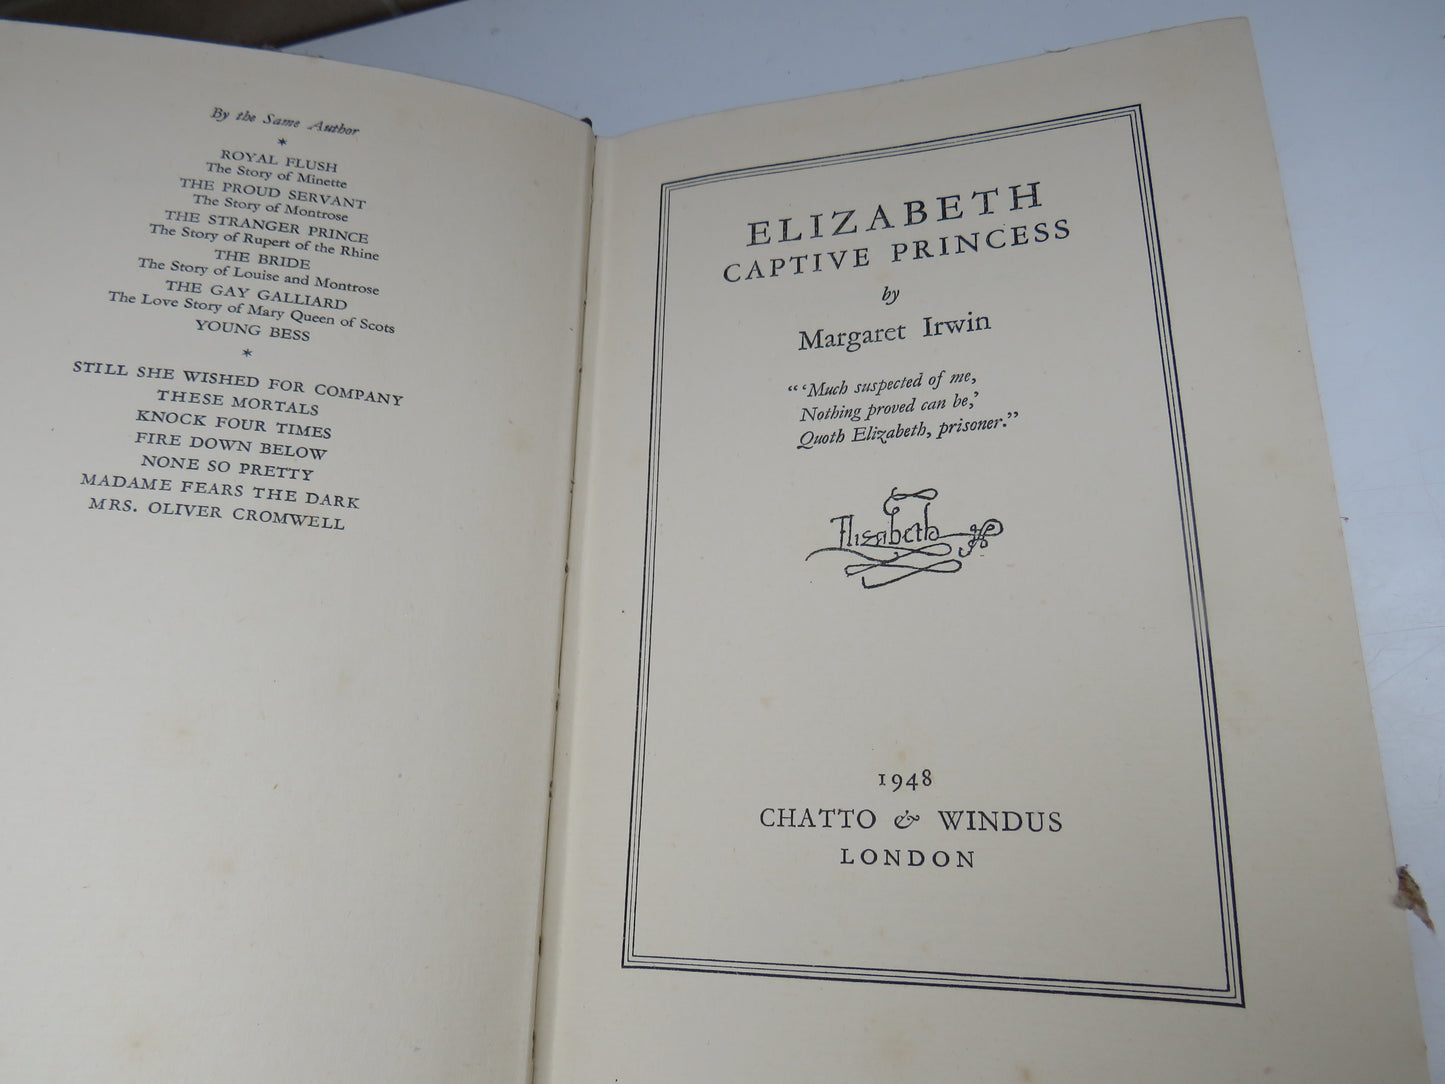 By the Same Author
*
ROYAL FLUSH
The Story of Minette
THE PROUD SERVANT
The Story of Montrose
THE STRANGER PRINCE
The Story of Rupert of the Rhine
THE BRIDE
The Story of Louise and Montrose
THE GAY GALLIARD
The Love Story of Mary Queen of Scots
YOUNG BESS
*
STILL SHE WISHED FOR COMPANY
THESE MORTALS
KNOCK FOUR TIMES
FIRE DOWN BELOW
NONE SO PRETTY
MADAME FEARS THE DARK
MRS. OLIVER CROMWELL
ELIZABETH
CAPTIVE PRINCESS
by
Margaret Irwin
“ ‘Much suspected of me,
Nothing proved can be,’
Quoth Elizabeth, prisoner.”
Elisabeth
1948
CHATTO & WINDUS
LONDON